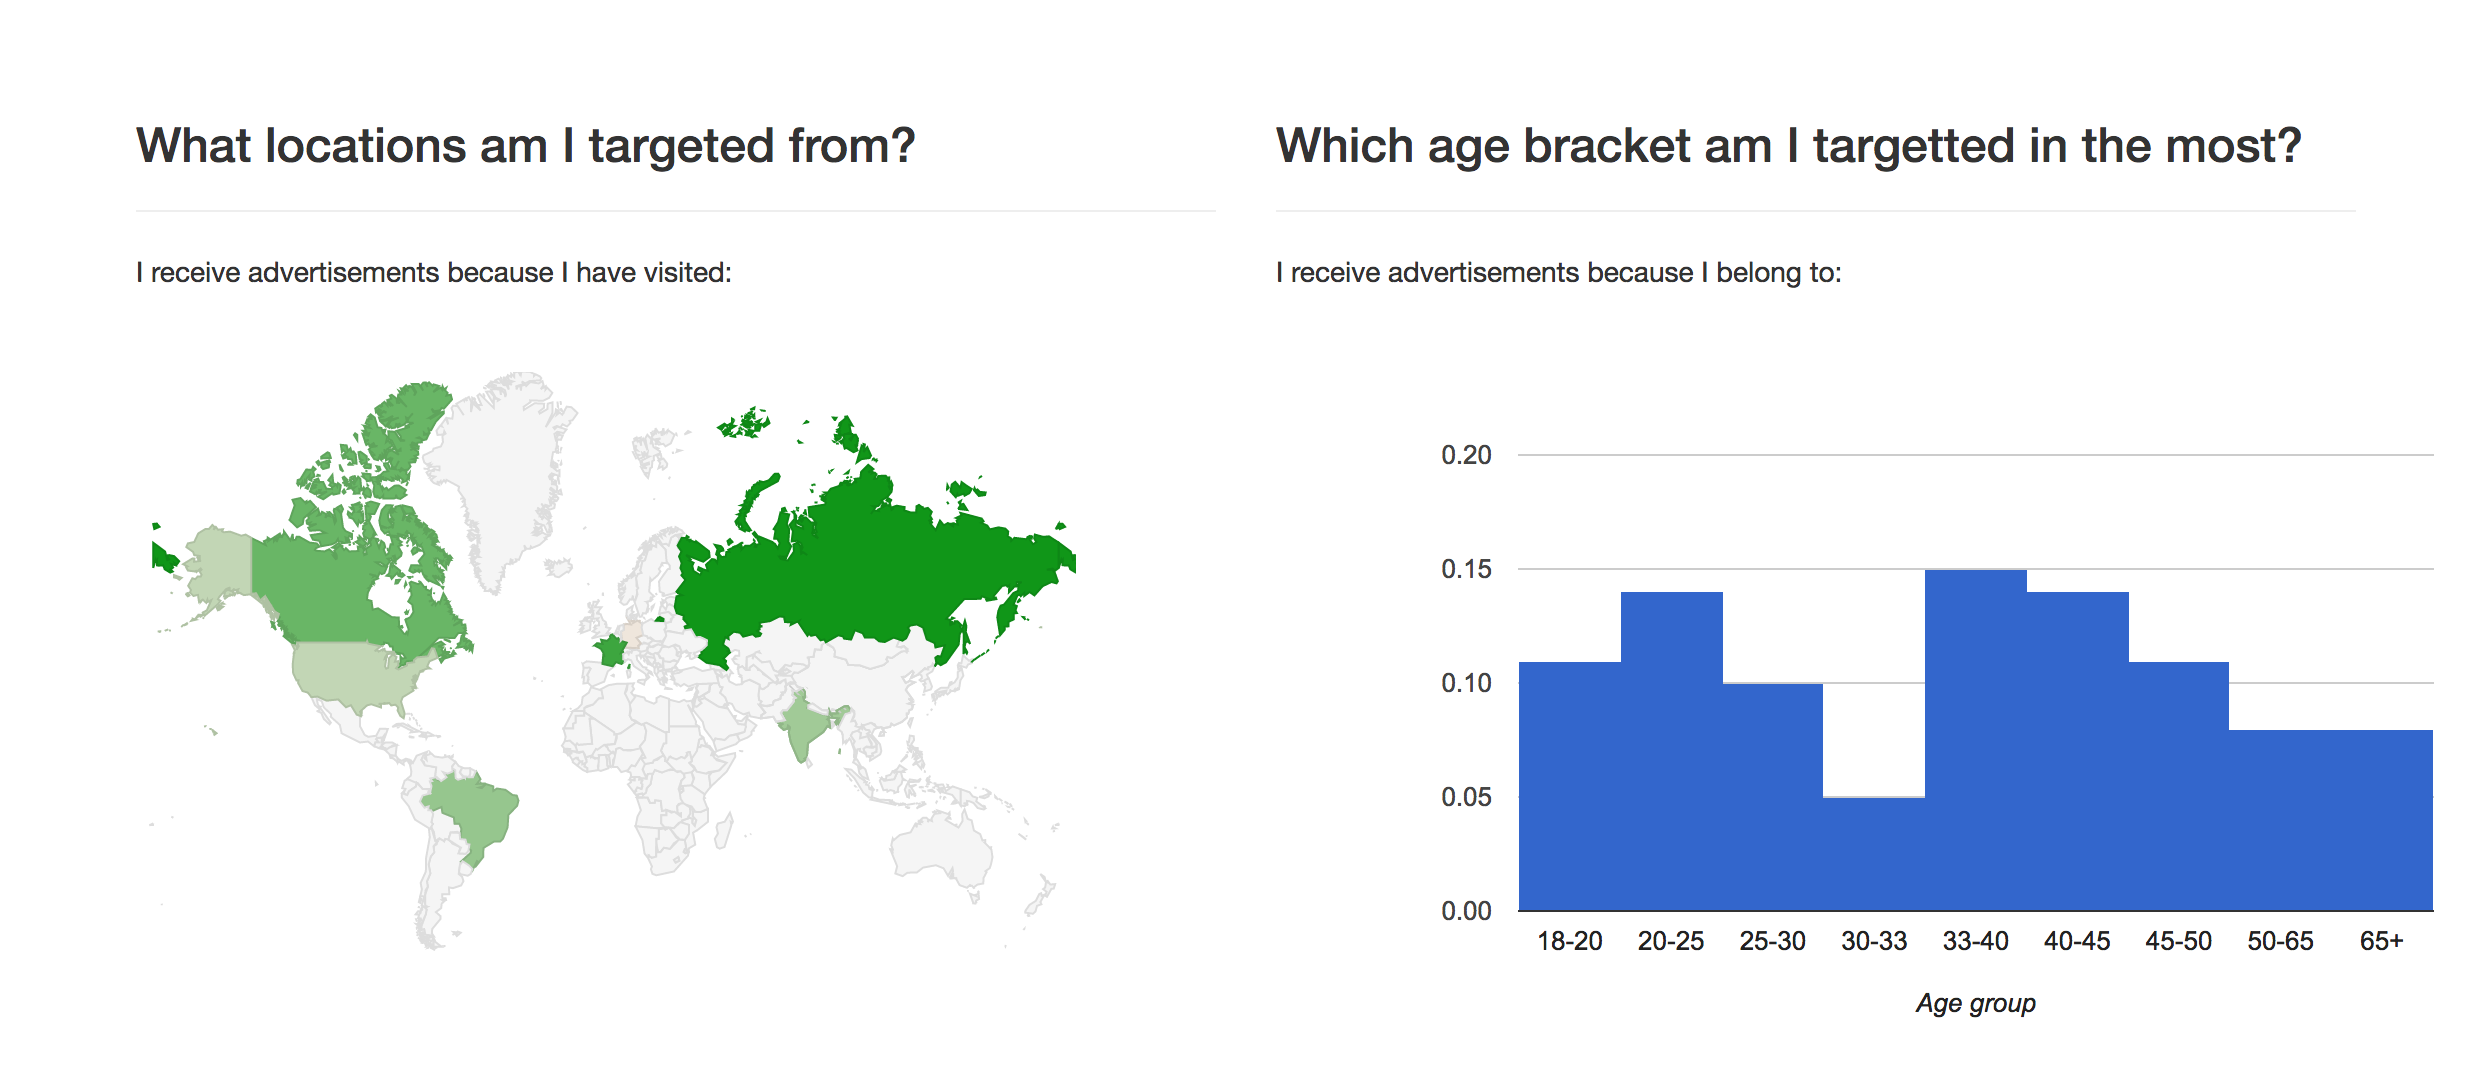 What locations am I targeted from?
I receive advertisements because I have visited:
Which age bracket am I targetted in the most?
I receive advertisements because I belong to:
0.20
0.15
0.10
0.05
0.00
18-20 20-25 25-30 30-33 33-40 40-45 45-50 50-65 65+
Age group